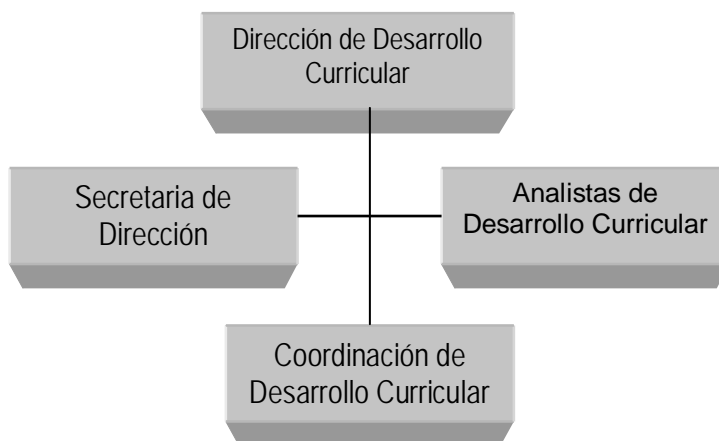 Dirección de Desarrollo
Curricular
Secretaria de
Dirección
Analistas de
Desarrollo Curricular
Coordinación de
Desarrollo Curricular